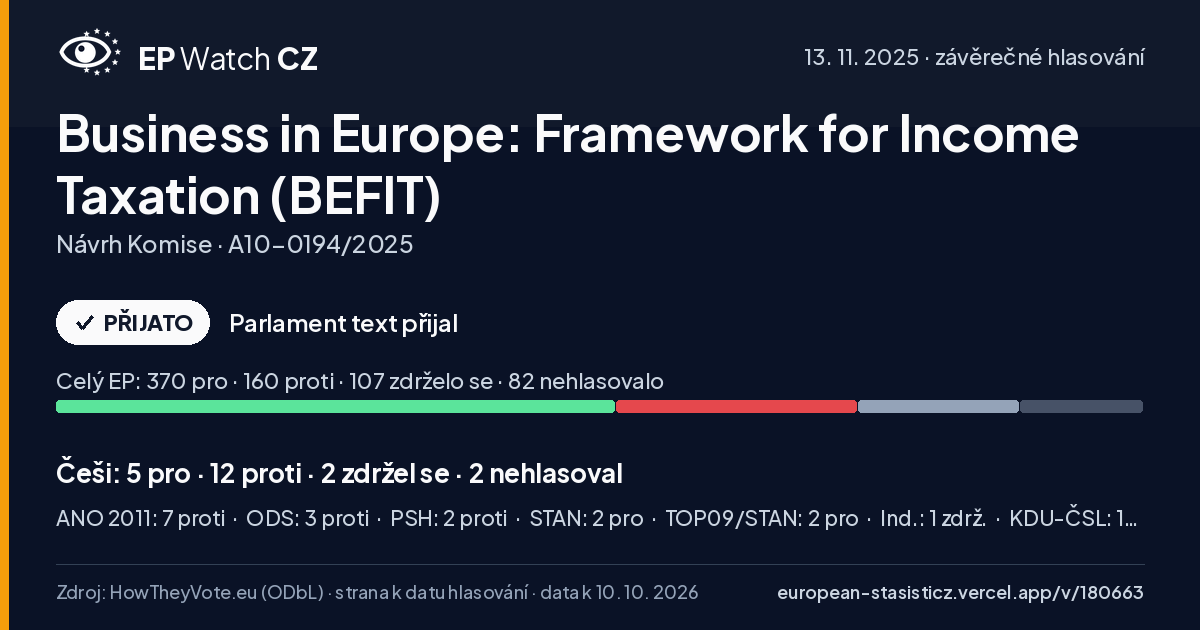 EP Watch CZ
13. 11. 2025 · závěrečné hlasování
Business in Europe: Framework for Income
Taxation (BEFIT)
Návrh Komise · A10-0194/2025
✓ PŘIJATO
Parlament text přijal
Celý EP: 370 pro · 160 proti · 107 zdrželo se · 82 nehlasovalo
Češi: 5 pro · 12 proti · 2 zdržel se · 2 nehlasoval
ANO 2011: 7 proti · ODS: 3 proti · PSH: 2 proti · STAN: 2 pro · TOP09/STAN: 2 pro · Ind.: 1 zdrž. · KDU-ČSL: 1…
Zdroj: HowTheyVote.eu (ODbL) · strana k datu hlasování · data k 10. 10. 2026
european-stasisticz.vercel.app/v/180663